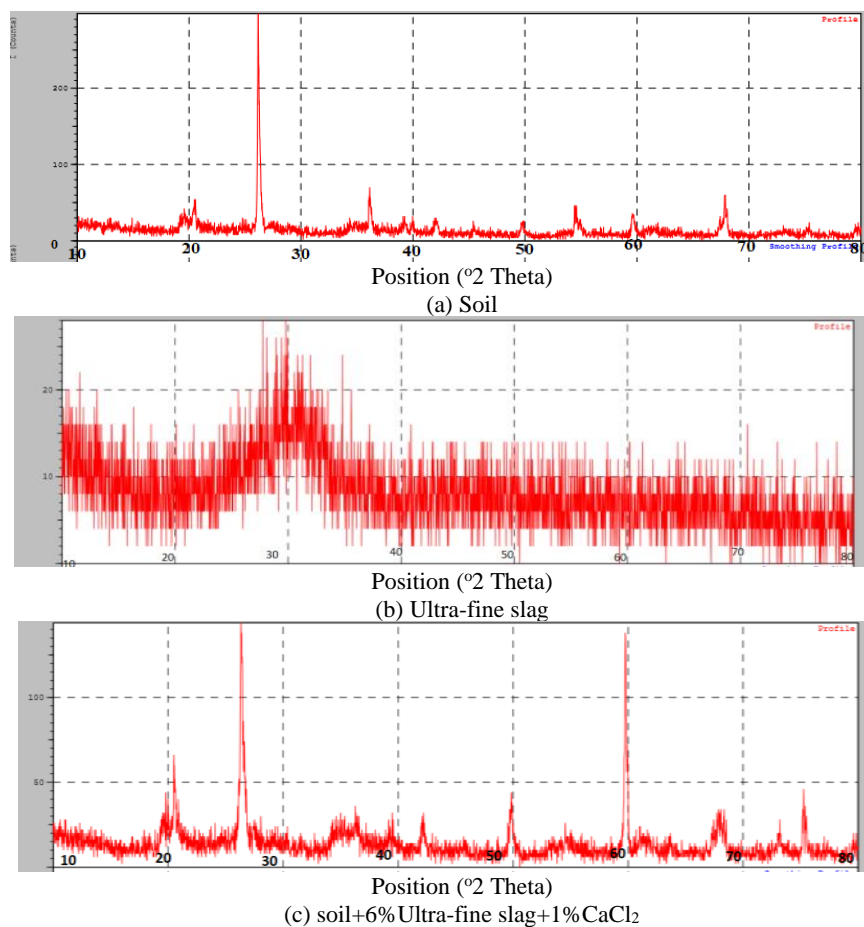 I (Counts)
Profile
200
100
0
10 20 30 40 50 60 70 80
Smoothing Profile
Position (°2 Theta)
(a) Soil
Profile
20
10
10 20 30 40 50 60 70 80
Position (°2 Theta)
(b) Ultra-fine slag
Profile
100
50
10 20 30 40 50 60 70 80
Position (°2 Theta)
(c) soil+6%Ultra-fine slag+1%CaCl₂